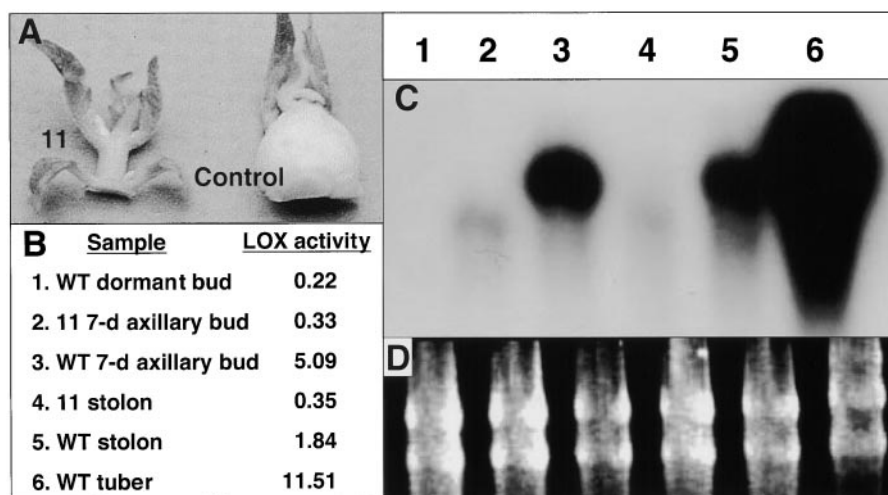 A
11
Control
B Sample LOX activity
1. WT dormant bud 0.22
2. 11 7-d axillary bud 0.33
3. WT 7-d axillary bud 5.09
4. 11 stolon 0.35
5. WT stolon 1.84
6. WT tuber 11.51
1 2 3 4 5 6
C
D